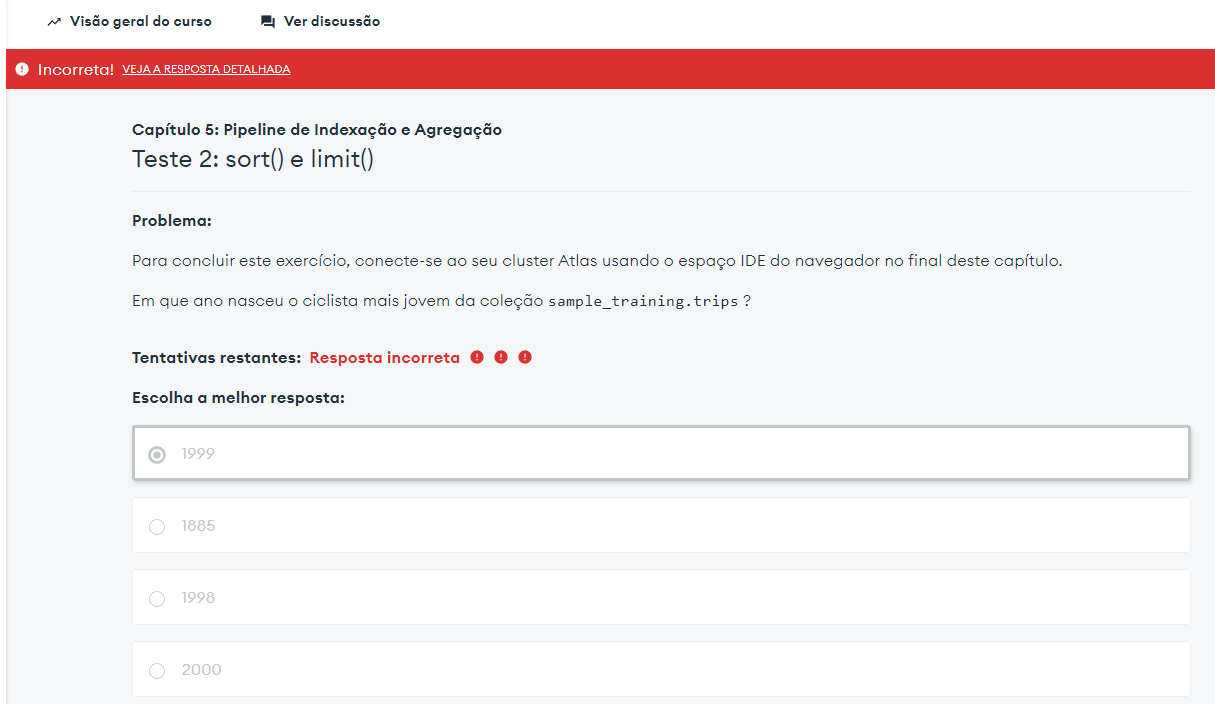 Visão geral do curso Ver discussão
Incorreta! VEJA A RESPOSTA DETALHADA
Capítulo 5: Pipeline de Indexação e Agregação
Teste 2: sort() e limit()
Problema:
Para concluir este exercício, conecte-se ao seu cluster Atlas usando o espaço IDE do navegador no final deste capítulo.
Em que ano nasceu o ciclista mais jovem da coleção sample_training.trips ?
Tentativas restantes: Resposta incorreta
Escolha a melhor resposta:
1999
1885
1998
2000